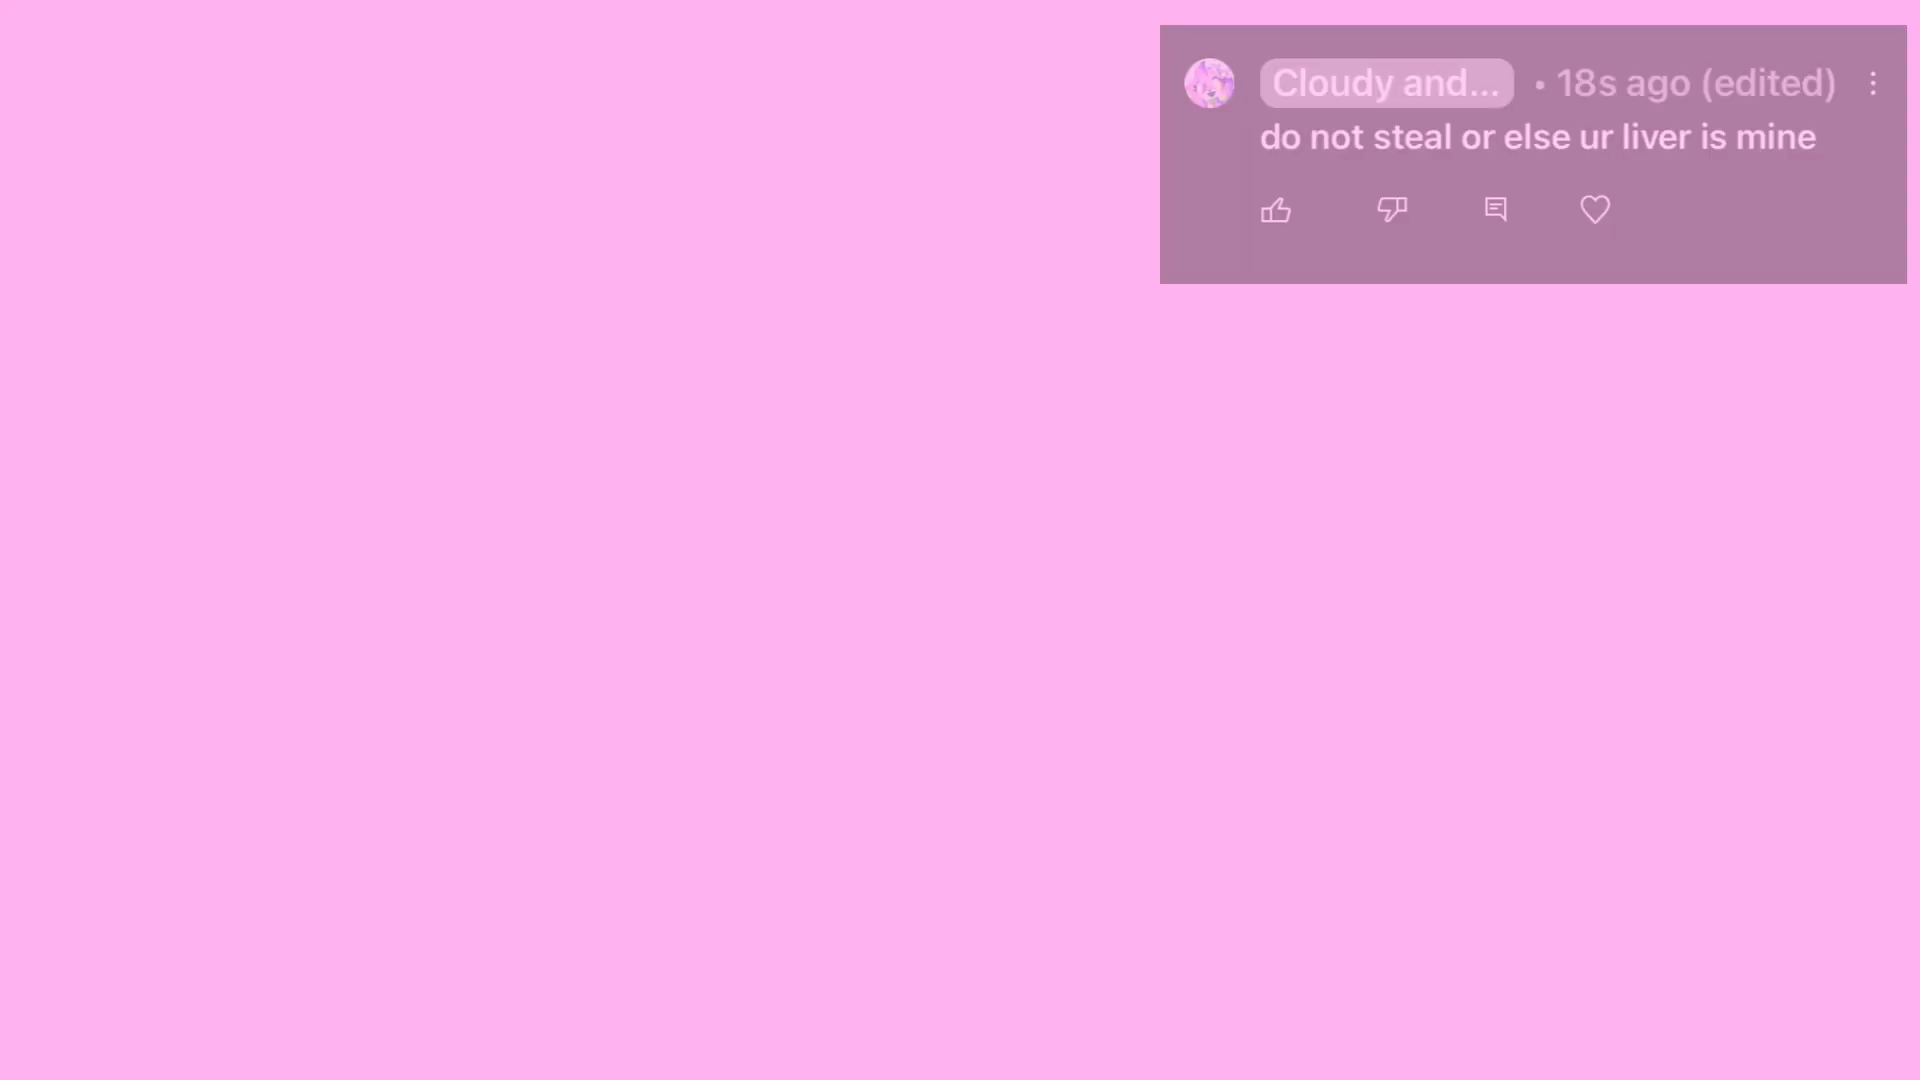 Cloudy and... • 18s ago (edited)
do not steal or else ur liver is mine